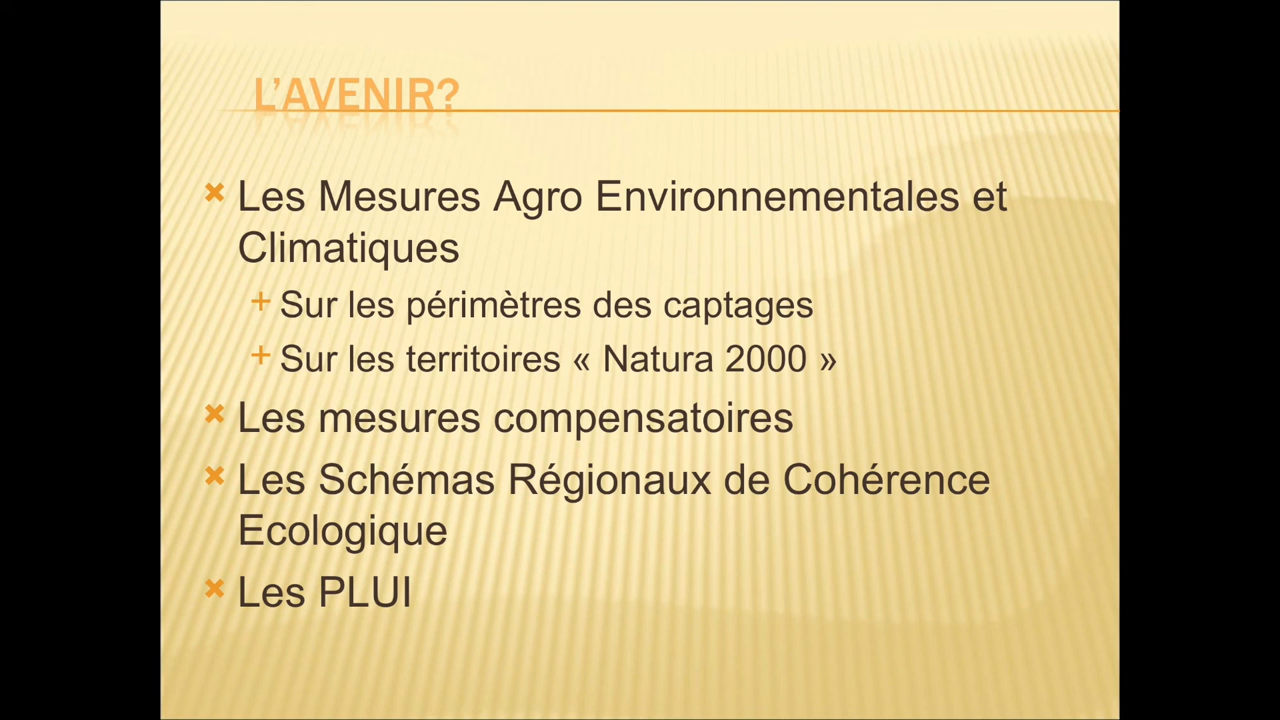 L'AVENIR?
Les Mesures Agro Environnementales et
Climatiques
Sur les périmètres des captages
Sur les territoires « Natura 2000 »
Les mesures compensatoires
Les Schémas Régionaux de Cohérence
Ecologique
Les PLUI